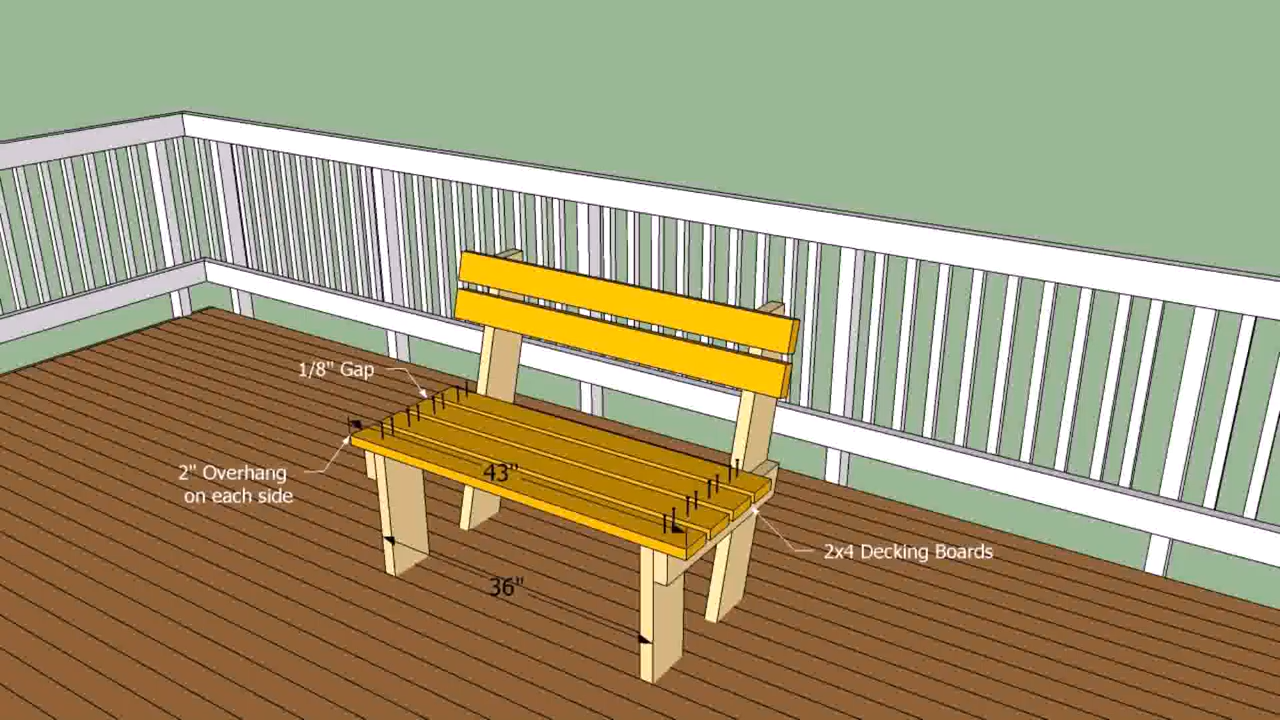 1/8" Gap
2" Overhang
on each side
43"
36"
2x4 Decking Boards